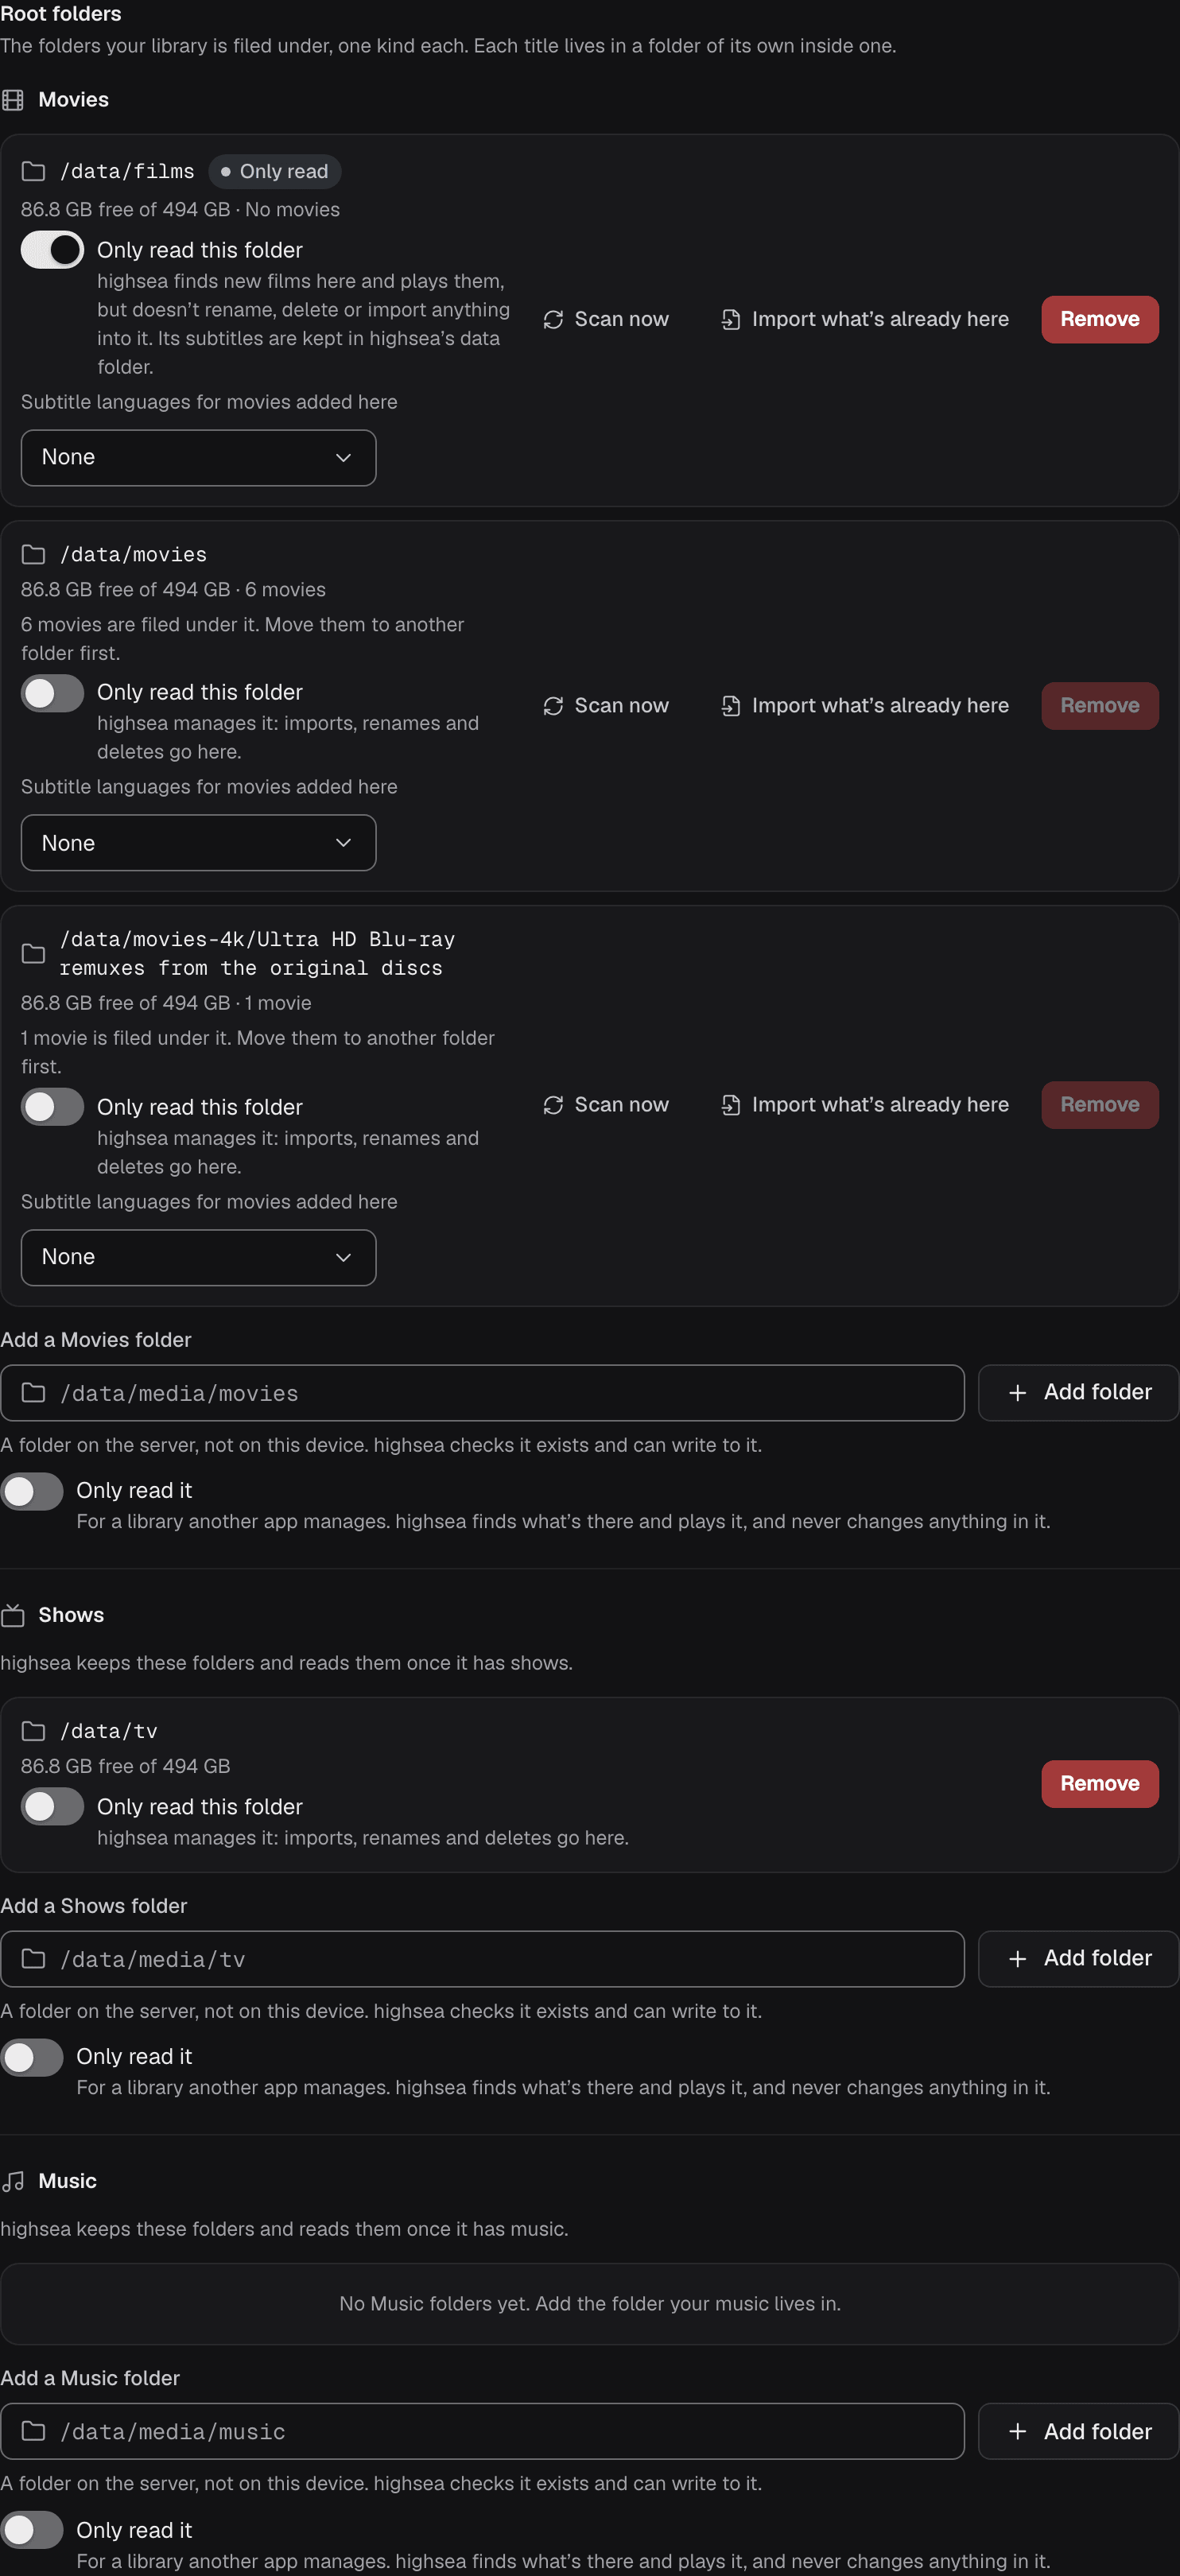 Root folders
The folders your library is filed under, one kind each. Each title lives in a folder of its own inside one.
Movies
/data/films
Only read
86.8 GB free of 494 GB · No movies
Only read this folder
highsea finds new films here and plays them,
but doesn’t rename, delete or import anything
into it. Its subtitles are kept in highsea’s data
folder.
Scan now
Import what’s already here
Remove
Subtitle languages for movies added here
None
/data/movies
86.8 GB free of 494 GB · 6 movies
6 movies are filed under it. Move them to another
folder first.
Only read this folder
highsea manages it: imports, renames and
deletes go here.
Scan now
Import what’s already here
Remove
Subtitle languages for movies added here
None
/data/movies-4k/Ultra HD Blu-ray
remuxes from the original discs
86.8 GB free of 494 GB · 1 movie
1 movie is filed under it. Move them to another folder
first.
Only read this folder
highsea manages it: imports, renames and
deletes go here.
Scan now
Import what’s already here
Remove
Subtitle languages for movies added here
None
Add a Movies folder
/data/media/movies
Add folder
A folder on the server, not on this device. highsea checks it exists and can write to it.
Only read it
For a library another app manages. highsea finds what’s there and plays it, and never changes anything in it.
Shows
highsea keeps these folders and reads them once it has shows.
/data/tv
86.8 GB free of 494 GB
Only read this folder
highsea manages it: imports, renames and deletes go here.
Remove
Add a Shows folder
/data/media/tv
Add folder
A folder on the server, not on this device. highsea checks it exists and can write to it.
Only read it
For a library another app manages. highsea finds what’s there and plays it, and never changes anything in it.
Music
highsea keeps these folders and reads them once it has music.
No Music folders yet. Add the folder your music lives in.
Add a Music folder
/data/media/music
Add folder
A folder on the server, not on this device. highsea checks it exists and can write to it.
Only read it
For a library another app manages. highsea finds what’s there and plays it, and never changes anything in it.